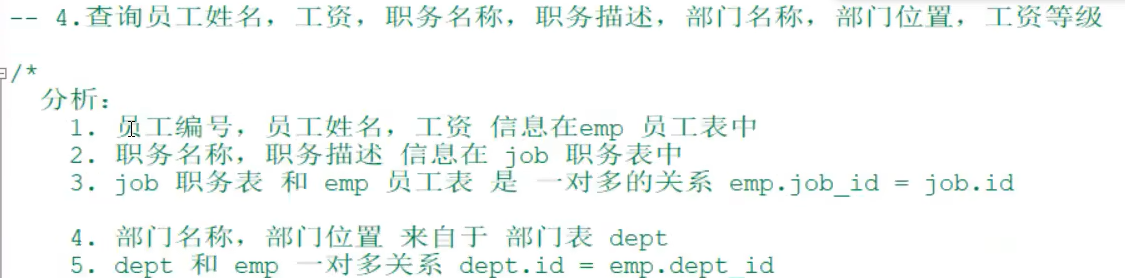 -- 4.查询员工姓名，工资，职务名称，职务描述，部门名称，部门位置，工资等级
/*
分析：
1. 员工编号，员工姓名，工资 信息在emp 员工表中
2. 职务名称，职务描述 信息在 job 职务表中
3. job 职务表 和 emp 员工表 是 一对多的关系 emp.job_id = job.id
4. 部门名称，部门位置 来自于 部门表 dept
5. dept 和 emp 一对多关系 dept.id = emp.dept_id